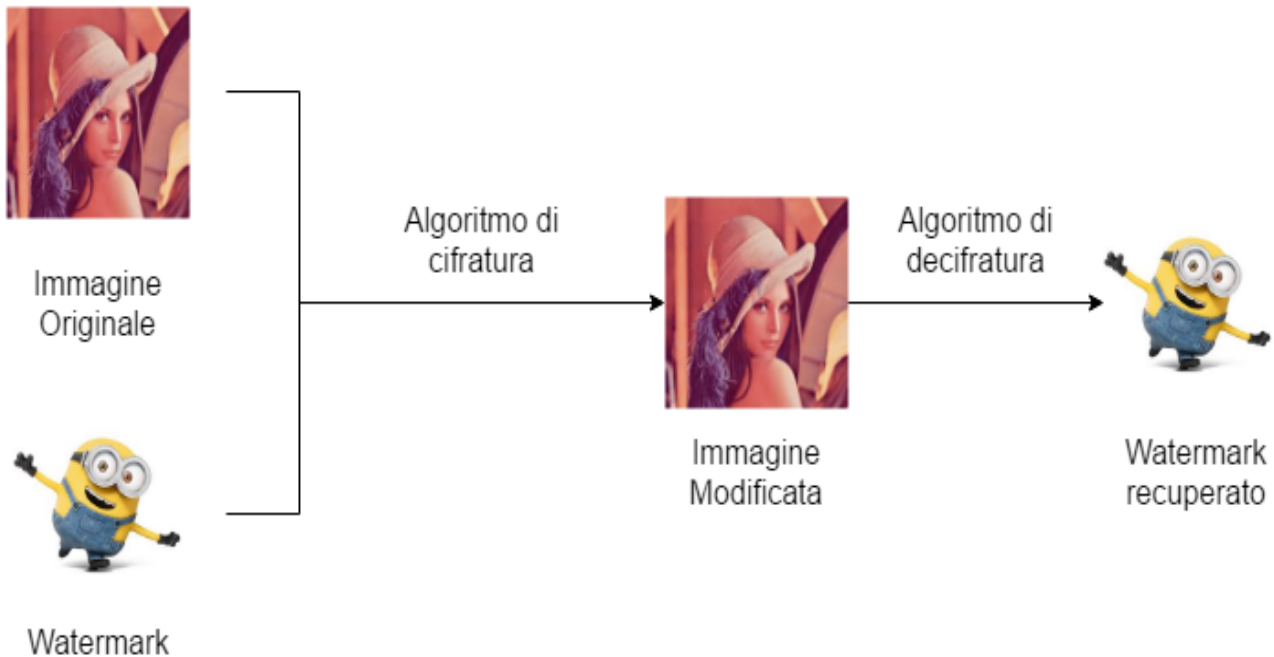 Immagine
Originale
Watermark
Algoritmo di
cifratura
Immagine
Modificata
Algoritmo di
decifratura
Watermark
recuperato